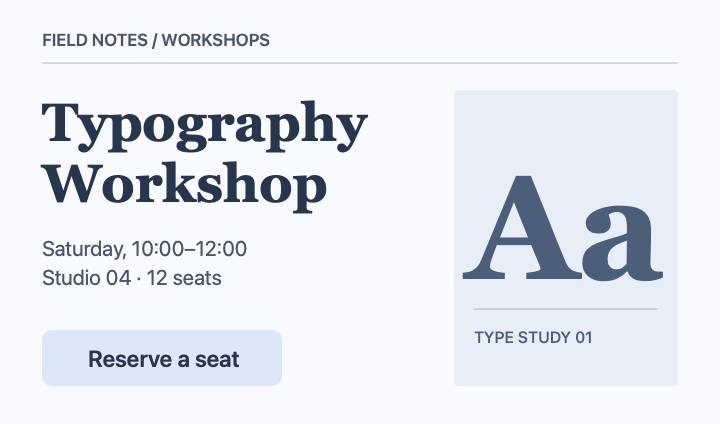 FIELD NOTES / WORKSHOPS
Typography
Workshop
Saturday, 10:00–12:00
Studio 04 · 12 seats
Reserve a seat
Aa
TYPE STUDY 01